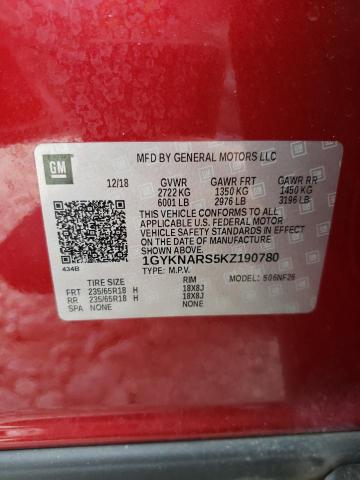 GM
MFD BY GENERAL MOTORS LLC
12/18 GVWR GAWR FRT GAWR RR
2722 KG 1350 KG 1450 KG
6001 LB 2976 LB 3196 LB
THIS VEHICLE CONFORMS TO ALL APPLICABLE
U.S. FEDERAL MOTOR VEHICLE SAFETY
STANDARDS IN EFFECT ON THE DATE OF
MANUFACTURE SHOWN ABOVE.
1GYKNARS5KZ190780
434B TYPE: M.P.V. MODEL: 506NF26
TIRE SIZE RIM
FRT 235/65R18 H 18X8J
RR 235/65R18 H 18X8J
SPA NONE NONE